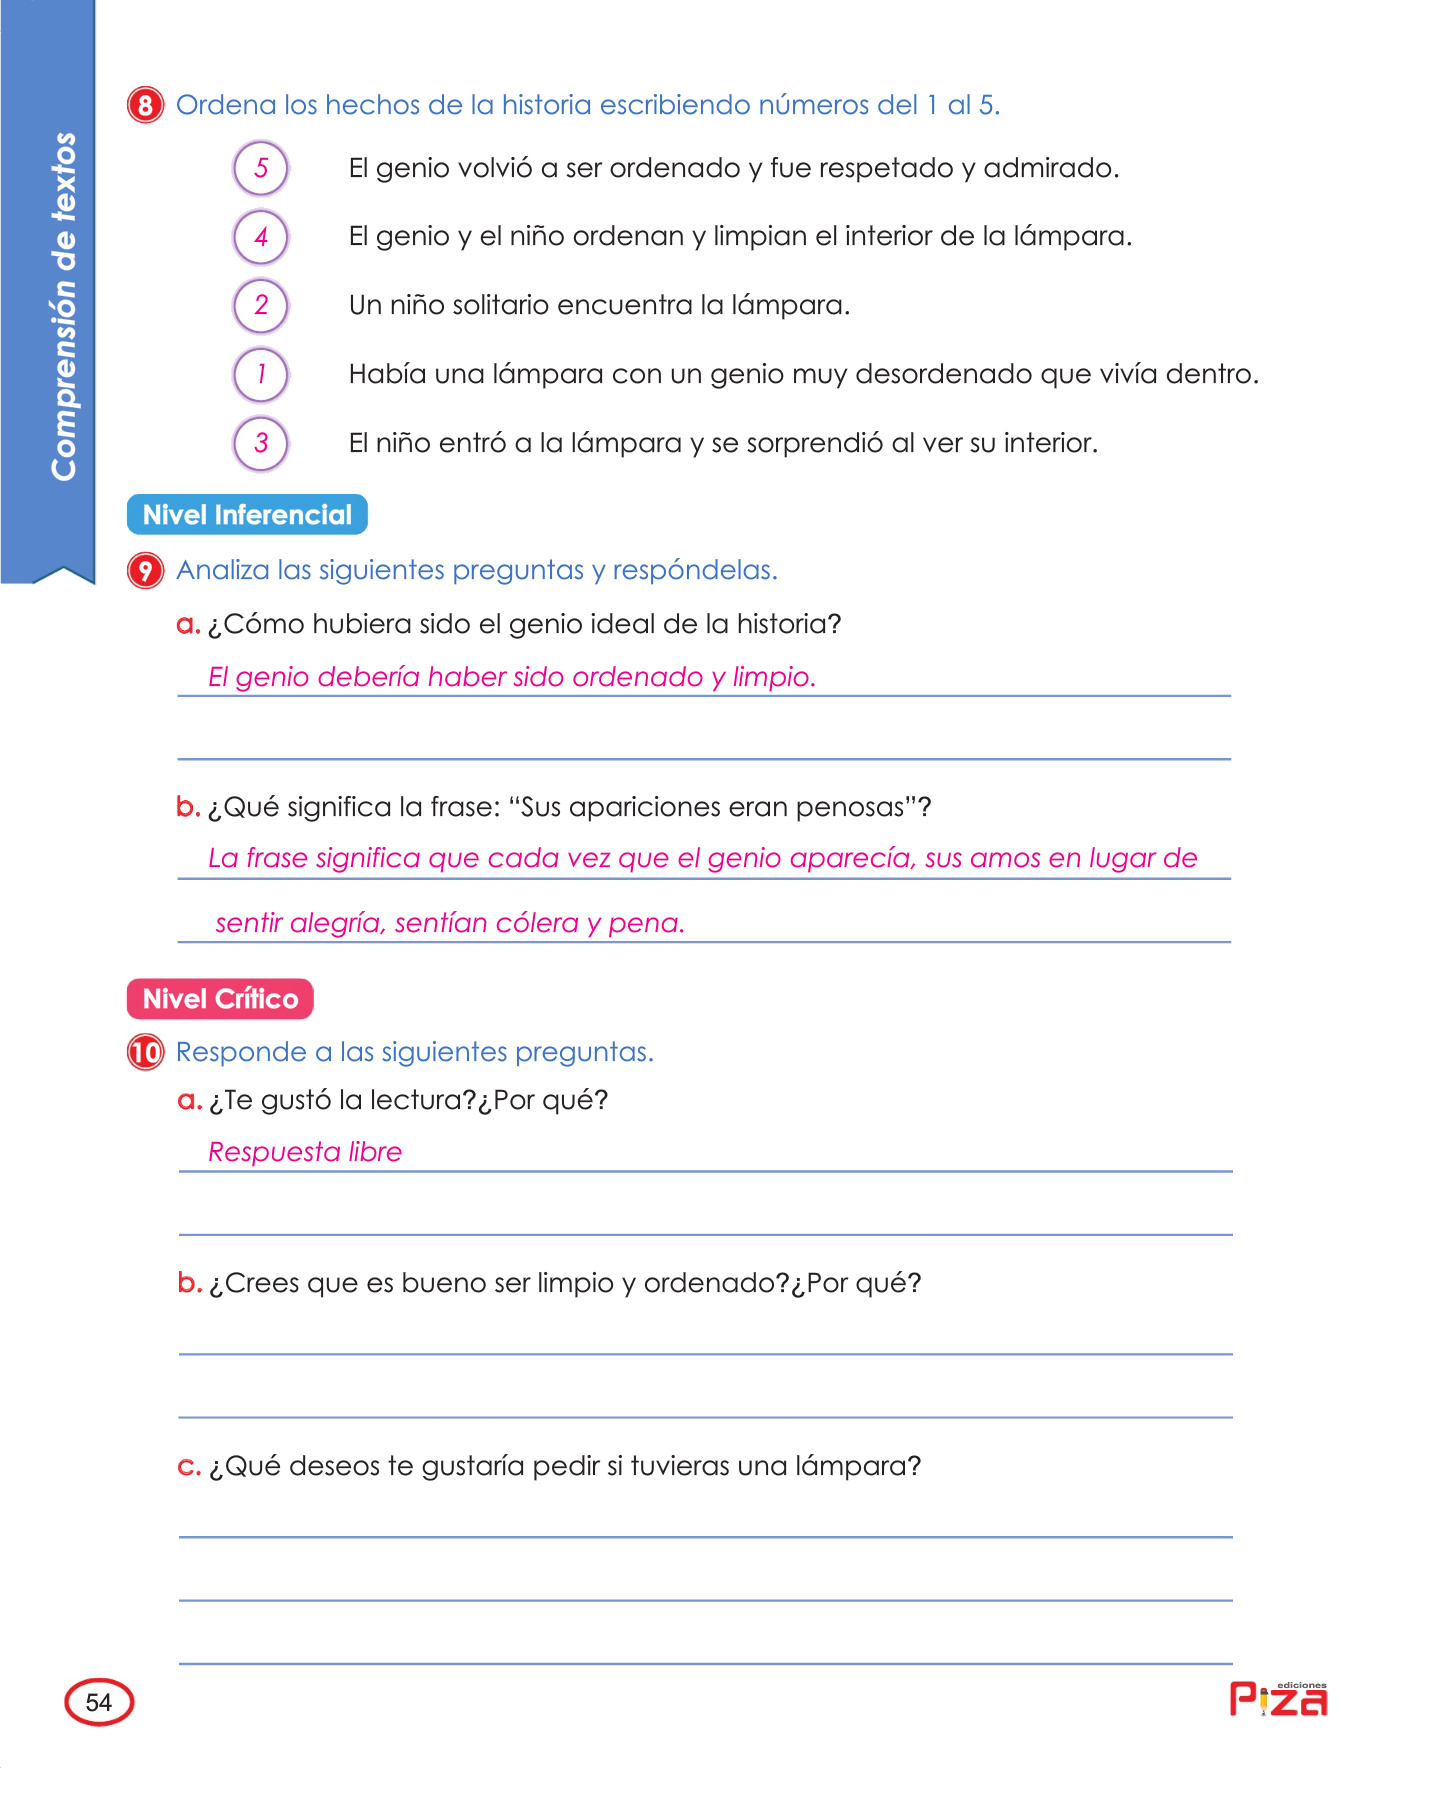 Comprensión de textos
8 Ordena los hechos de la historia escribiendo números del 1 al 5.
5 El genio volvió a ser ordenado y fue respetado y admirado.
4 El genio y el niño ordenan y limpian el interior de la lámpara.
2 Un niño solitario encuentra la lámpara.
1 Había una lámpara con un genio muy desordenado que vivía dentro.
3 El niño entró a la lámpara y se sorprendió al ver su interior.
Nivel Inferencial
9 Analiza las siguientes preguntas y respóndelas.
a. ¿Cómo hubiera sido el genio ideal de la historia?
El genio debería haber sido ordenado y limpio.
b. ¿Qué significa la frase: “Sus apariciones eran penosas”?
La frase significa que cada vez que el genio aparecía, sus amos en lugar de
sentir alegría, sentían cólera y pena.
Nivel Crítico
10 Responde a las siguientes preguntas.
a. ¿Te gustó la lectura?¿Por qué?
Respuesta libre
b. ¿Crees que es bueno ser limpio y ordenado?¿Por qué?
c. ¿Qué deseos te gustaría pedir si tuvieras una lámpara?
54
ediciones
Piza